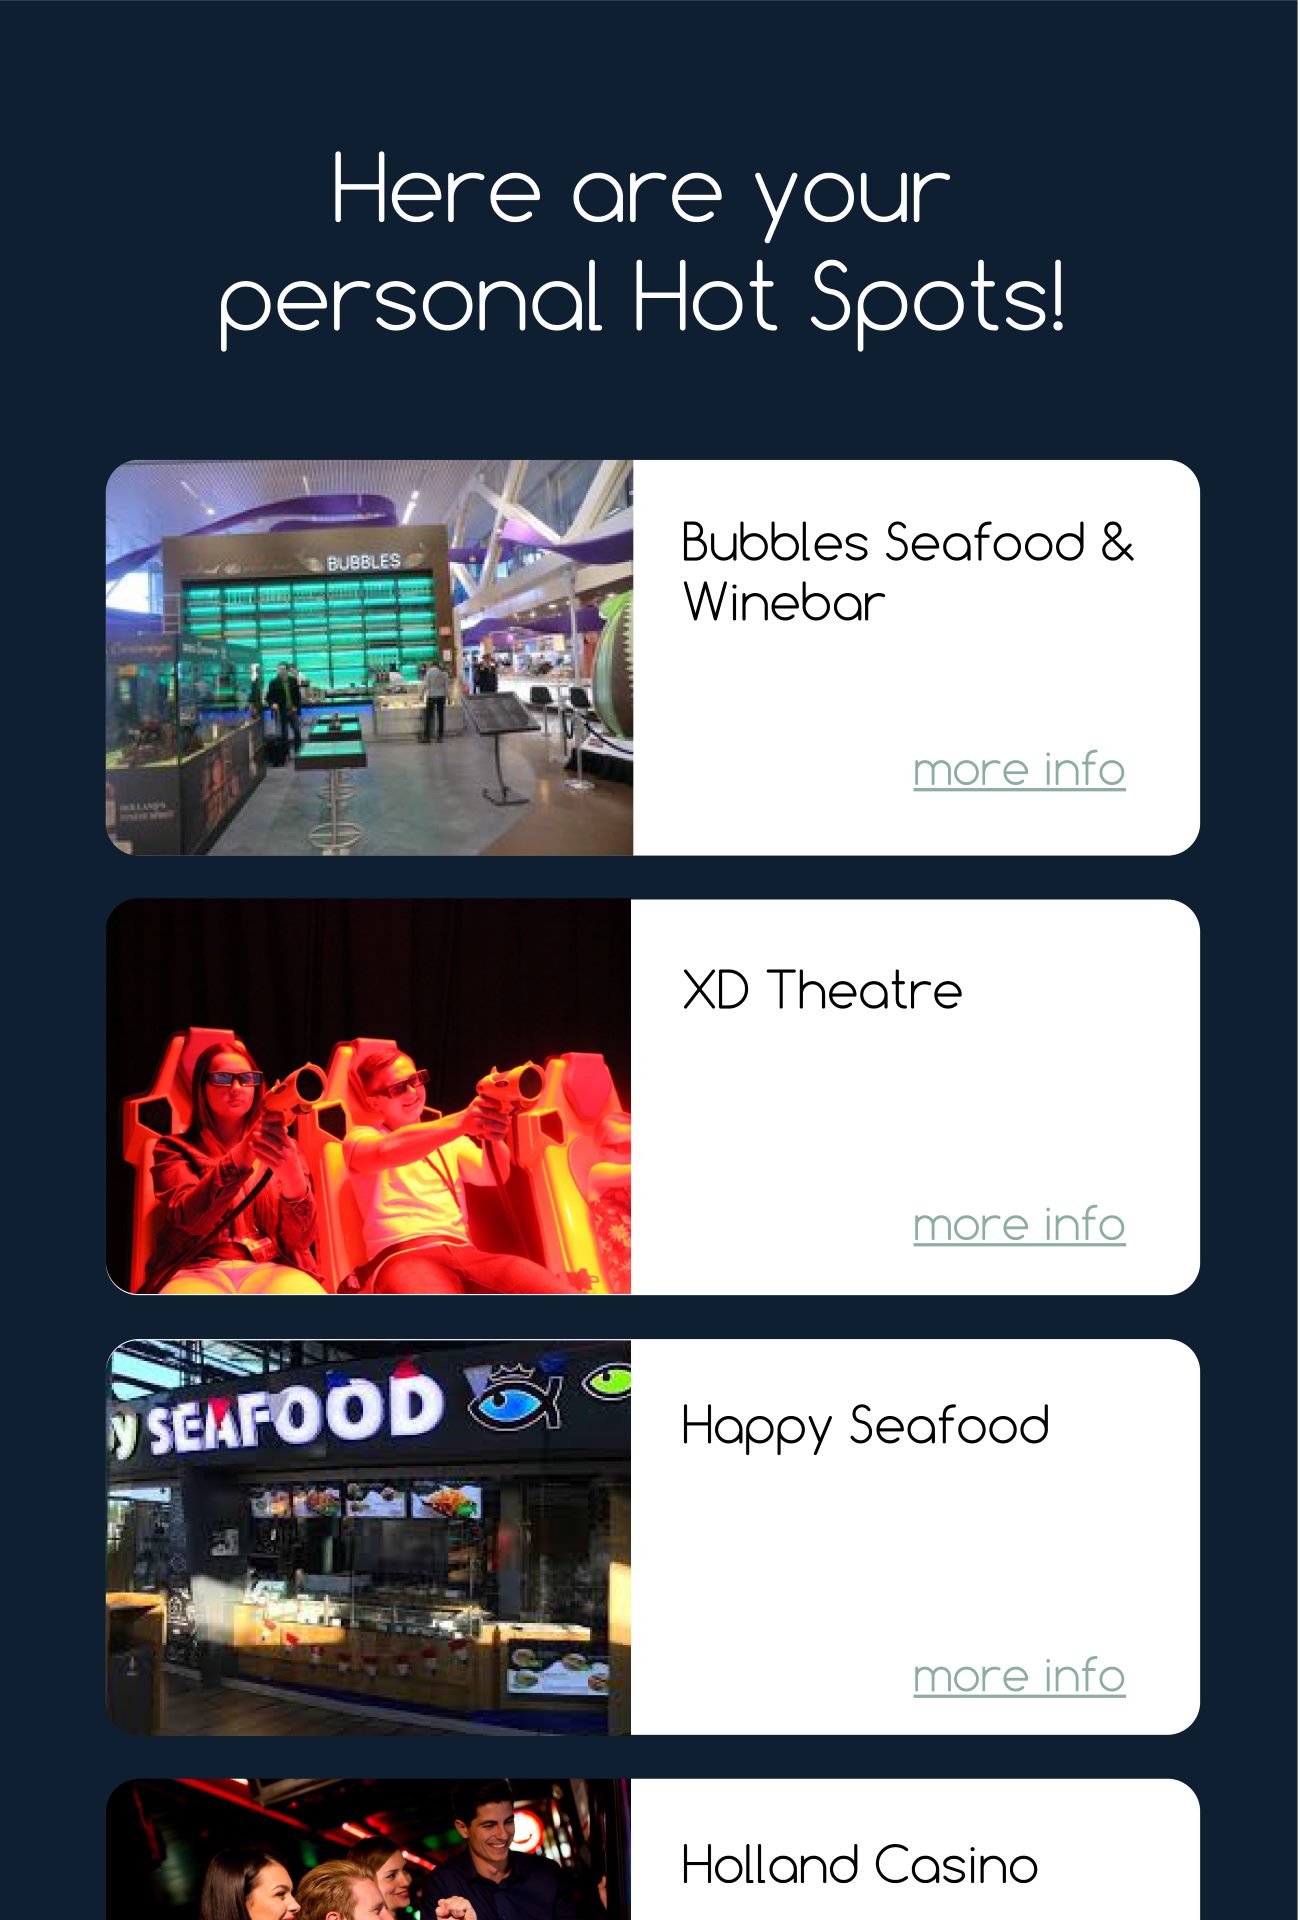 Here are your
personal Hot Spots!
BUBBLES
Bubbles Seafood &
Winebar
more info
XD Theatre
more info
y SEAFOOD
Happy Seafood
more info
Holland Casino